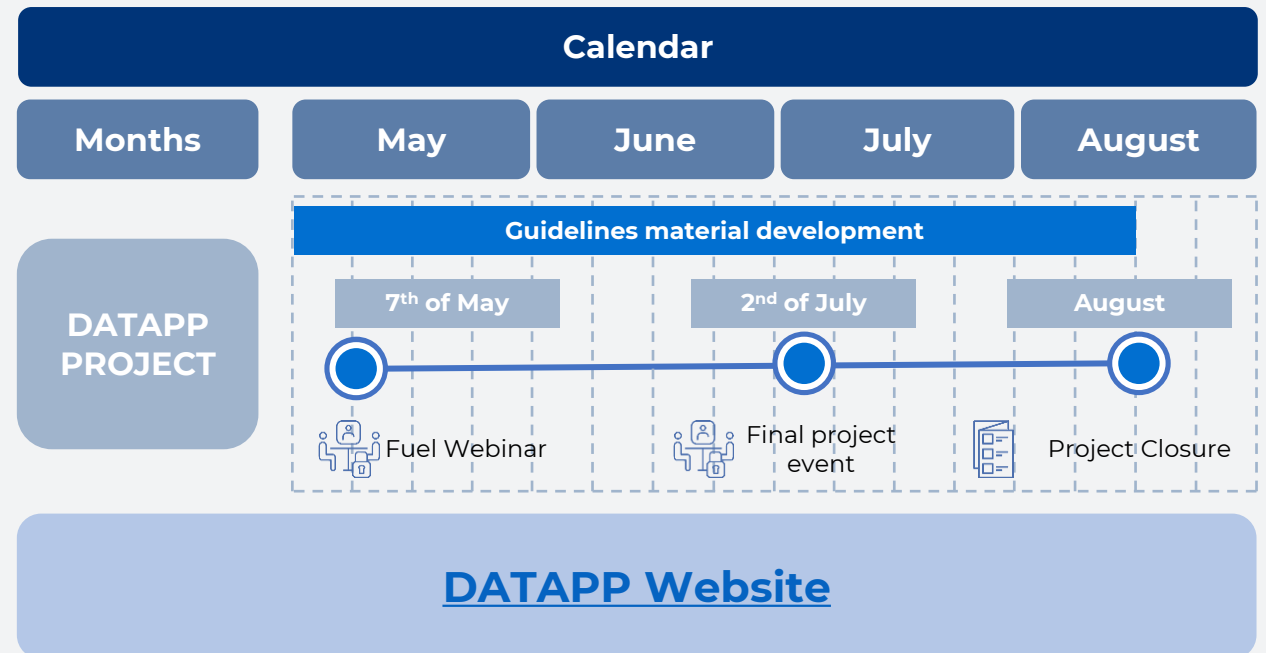 Calendar
Months
May
June
July
August
Guidelines material development
DATAPP
PROJECT
7th of May
2nd of July
August
Fuel Webinar
Final project
event
Project Closure
DATAPP Website